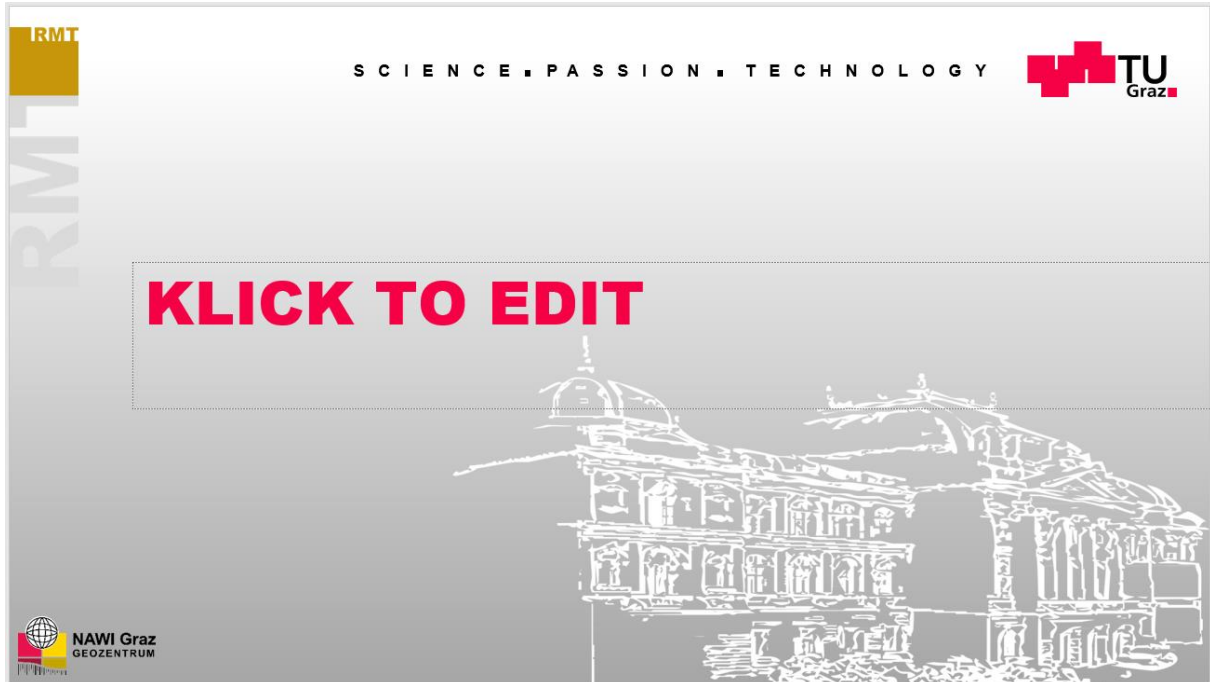 RMT
SCIENCE ▪ PASSION ▪ TECHNOLOGY
TU
Graz
RMT
KLICK TO EDIT
NAWI Graz
GEOZENTRUM